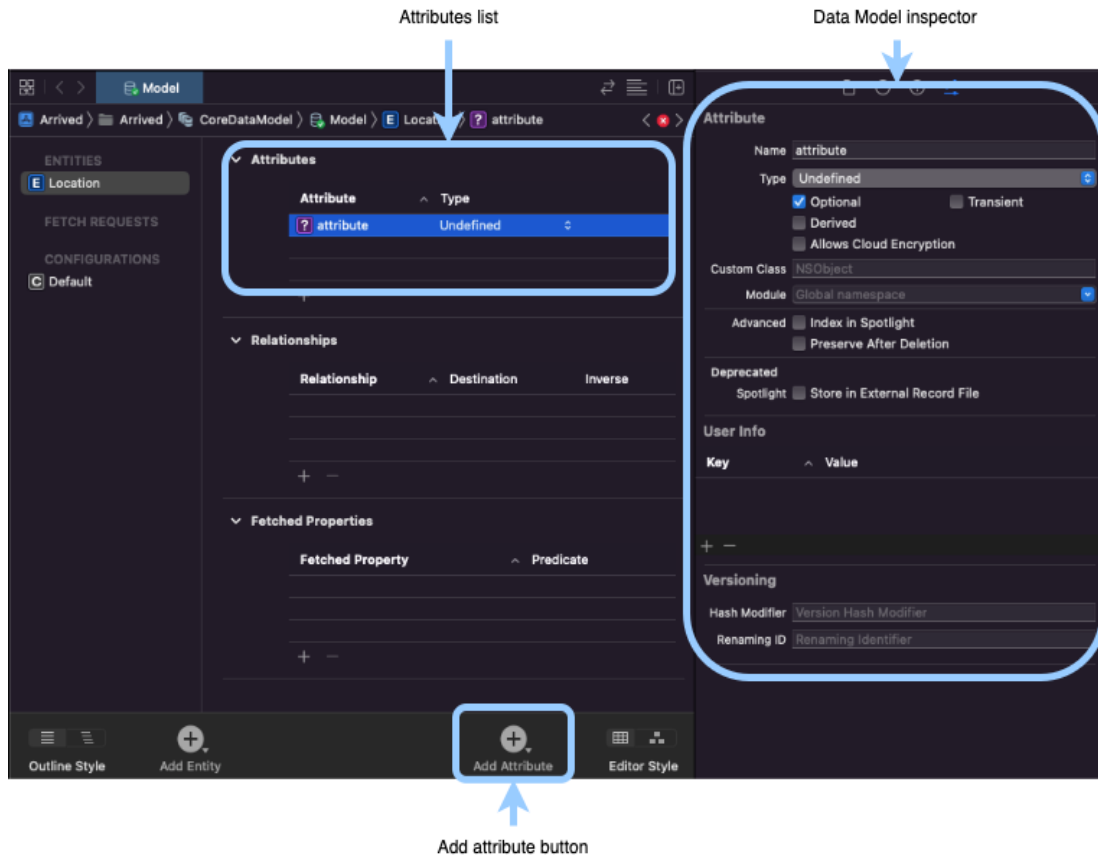 Attributes list
Data Model inspector
Model
Arrived
Arrived
CoreDataModel
Model
E
? attribute
ENTITIES
E Location
FETCH REQUESTS
CONFIGURATIONS
C Default
Attributes
Attribute Type
? attribute Undefined
Relationships
Relationship Destination Inverse
Fetched Properties
Fetched Property Predicate
Attribute
Name attribute
Type Undefined
Optional Transient
Derived
Allows Cloud Encryption
Custom Class NSObject
Module Global namespace
Advanced Index in Spotlight
Preserve After Deletion
Deprecated
Spotlight Store in External Record File
User Info
Key Value
Versioning
Hash Modifier Version Hash Modifier
Renaming ID Renaming Identifier
Outline Style Add Entity Add Attribute Editor Style
Add attribute button